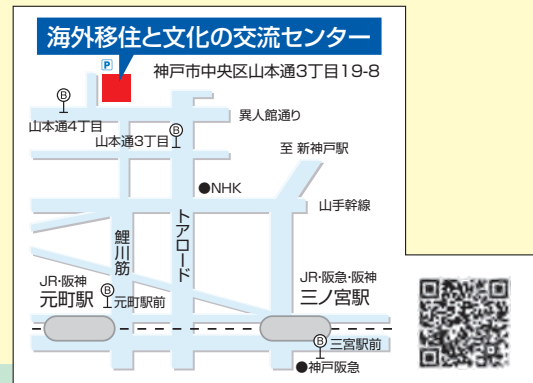 海外移住と文化の交流センター
P
神戸市中央区山本通3丁目19-8
B
山本通4丁目
B
山本通3丁目
異人館通り
至 新神戸駅
●NHK
山手幹線
鯉川筋
トアロード
JR・阪神
元町駅
B
元町駅前
JR・阪急・阪神
三ノ宮駅
B
三宮駅前
●神戸阪急